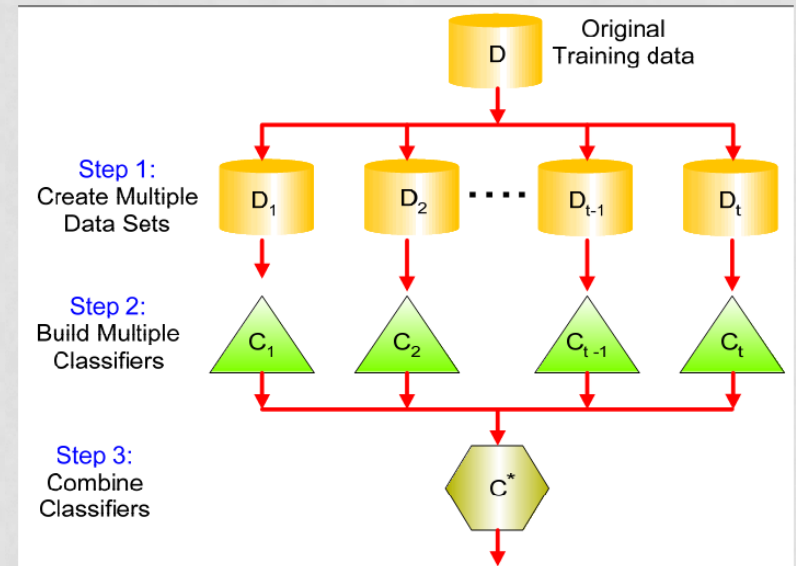 Original
Training data
D
Step 1:
Create Multiple
Data Sets
D₁
D₂
....
Dₜ₋₁
Dₜ
Step 2:
Build Multiple
Classifiers
C₁
C₂
Cₜ₋₁
Cₜ
Step 3:
Combine
Classifiers
C*